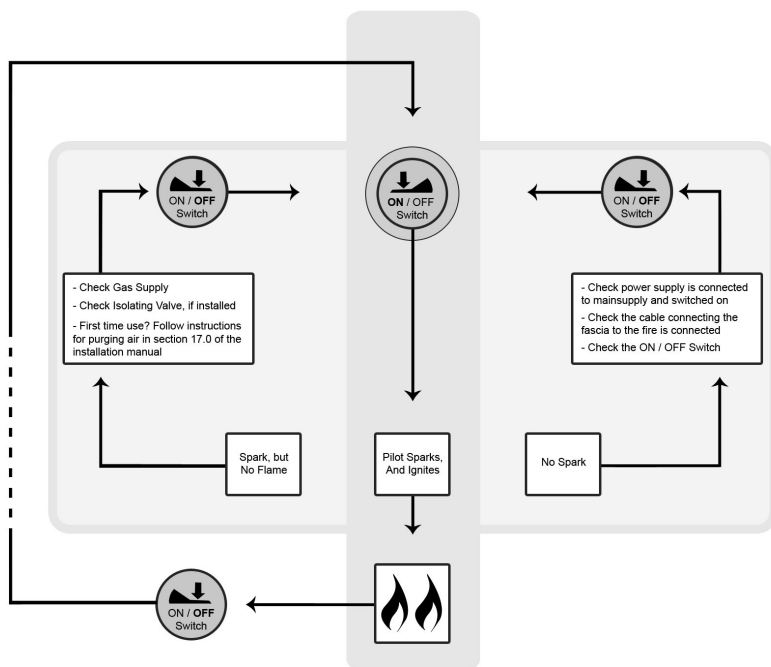 ON / OFF
Switch
ON / OFF
Switch
ON / OFF
Switch
- Check Gas Supply
- Check Isolating Valve, if installed
- First time use? Follow instructions
for purging air in section 17.0 of the
installation manual
- Check power supply is connected
to mainsupply and switched on
- Check the cable connecting the
fascia to the fire is connected
- Check the ON / OFF Switch
Spark, but
No Flame
Pilot Sparks,
And Ignites
No Spark
ON / OFF
Switch